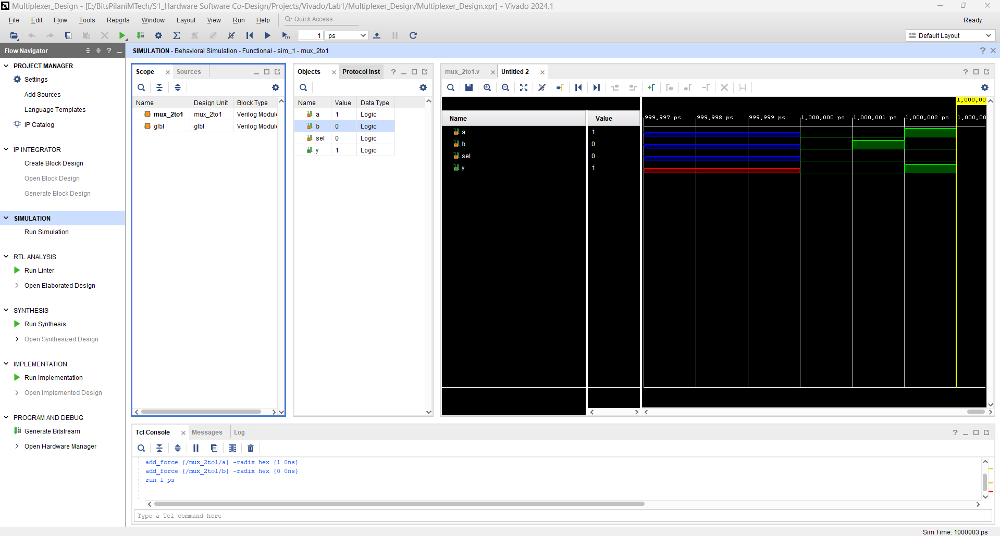 Multiplexer_Design - [E:/BitsPilaniMTech/S1_Hardware Software Co-Design/Projects/Vivado/Lab1/Multiplexer_Design/Multiplexer_Design.xpr] - Vivado 2024.1
File Edit Flow Tools Reports Window Layout View Run Help Quick Access
Ready
1 ps
Default Layout
Flow Navigator
SIMULATION - Behavioral Simulation - Functional - sim_1 - mux_2to1
PROJECT MANAGER
Settings
Add Sources
Language Templates
IP Catalog
IP INTEGRATOR
Create Block Design
Open Block Design
Generate Block Design
SIMULATION
Run Simulation
RTL ANALYSIS
Run Linter
Open Elaborated Design
SYNTHESIS
Run Synthesis
Open Synthesized Design
IMPLEMENTATION
Run Implementation
Open Implemented Design
PROGRAM AND DEBUG
Generate Bitstream
Open Hardware Manager
Scope Sources
Name Design Unit Block Type
mux_2to1 mux_2to1 Verilog Module
glbl glbl Verilog Module
Objects Protocol Inst
Name Value Data Type
a 1 Logic
b 0 Logic
sel 0 Logic
y 1 Logic
mux_2to1.v Untitled 2
1,000,00
Name Value
999,997 ps 999,998 ps 999,999 ps 1,000,000 ps 1,000,001 ps 1,000,002 ps 1,000,00
a 1
b 0
sel 0
y 1
Tcl Console Messages Log
add_force {/mux_2to1/a} -radix hex {1 0ns}
add_force {/mux_2to1/b} -radix hex {0 0ns}
run 1 ps
Type a Tcl command here
Sim Time: 1000003 ps